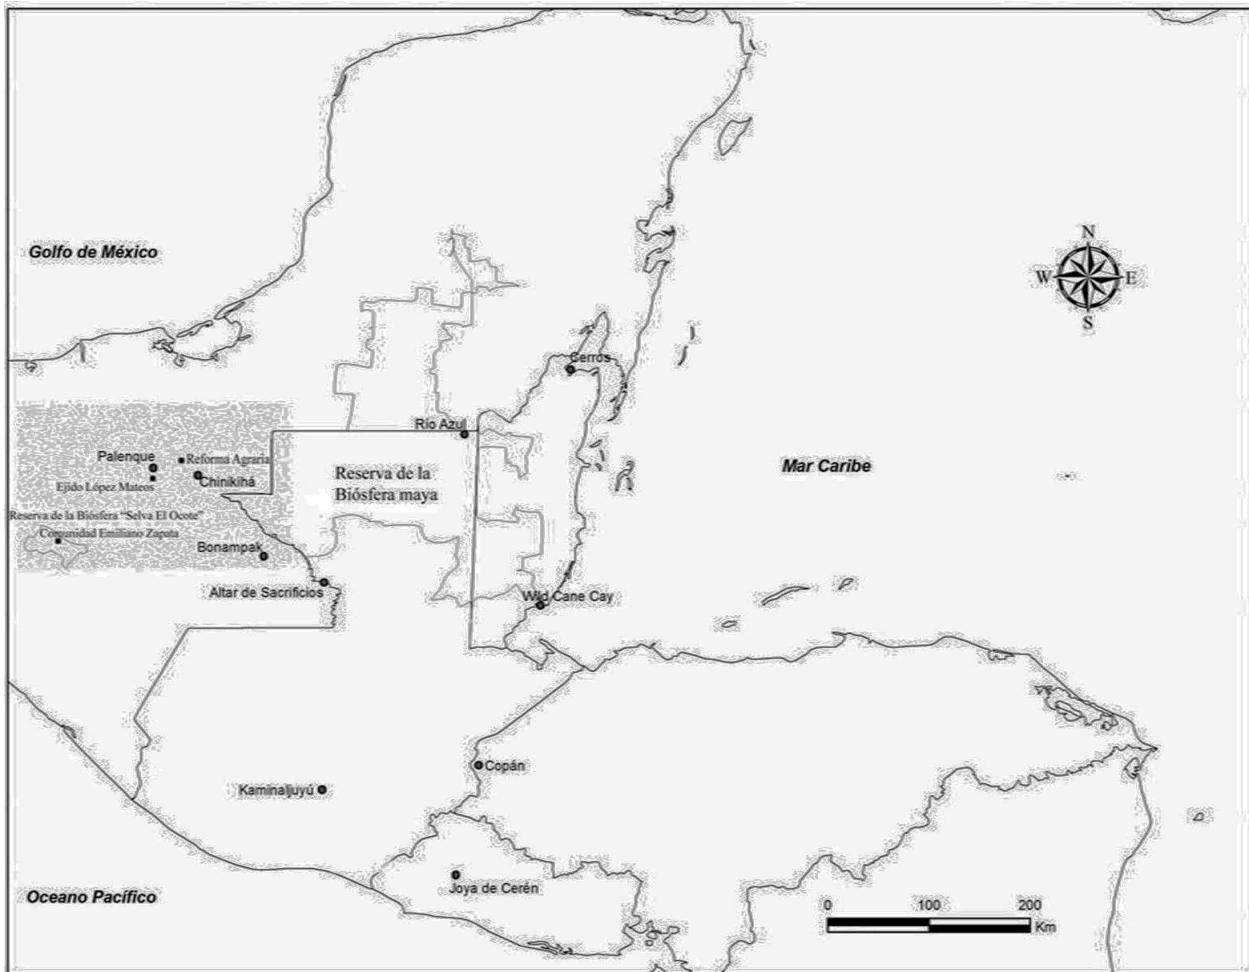 Golfo de México
N
W
E
S
Cerros
Río Azul
Palenque
Reforma Agraria
Chinikihá
Ejido López Mateos
Reserva de la
Biósfera maya
Mar Caribe
Reserva de la Biósfera “Selva El Ocote”
Comunidad Emiliano Zapata
Bonampak
Altar de Sacrificios
Wild Cane Cay
Copán
Kaminaljuyú
Joya de Cerén
Oceano Pacífico
0 100 200
Km